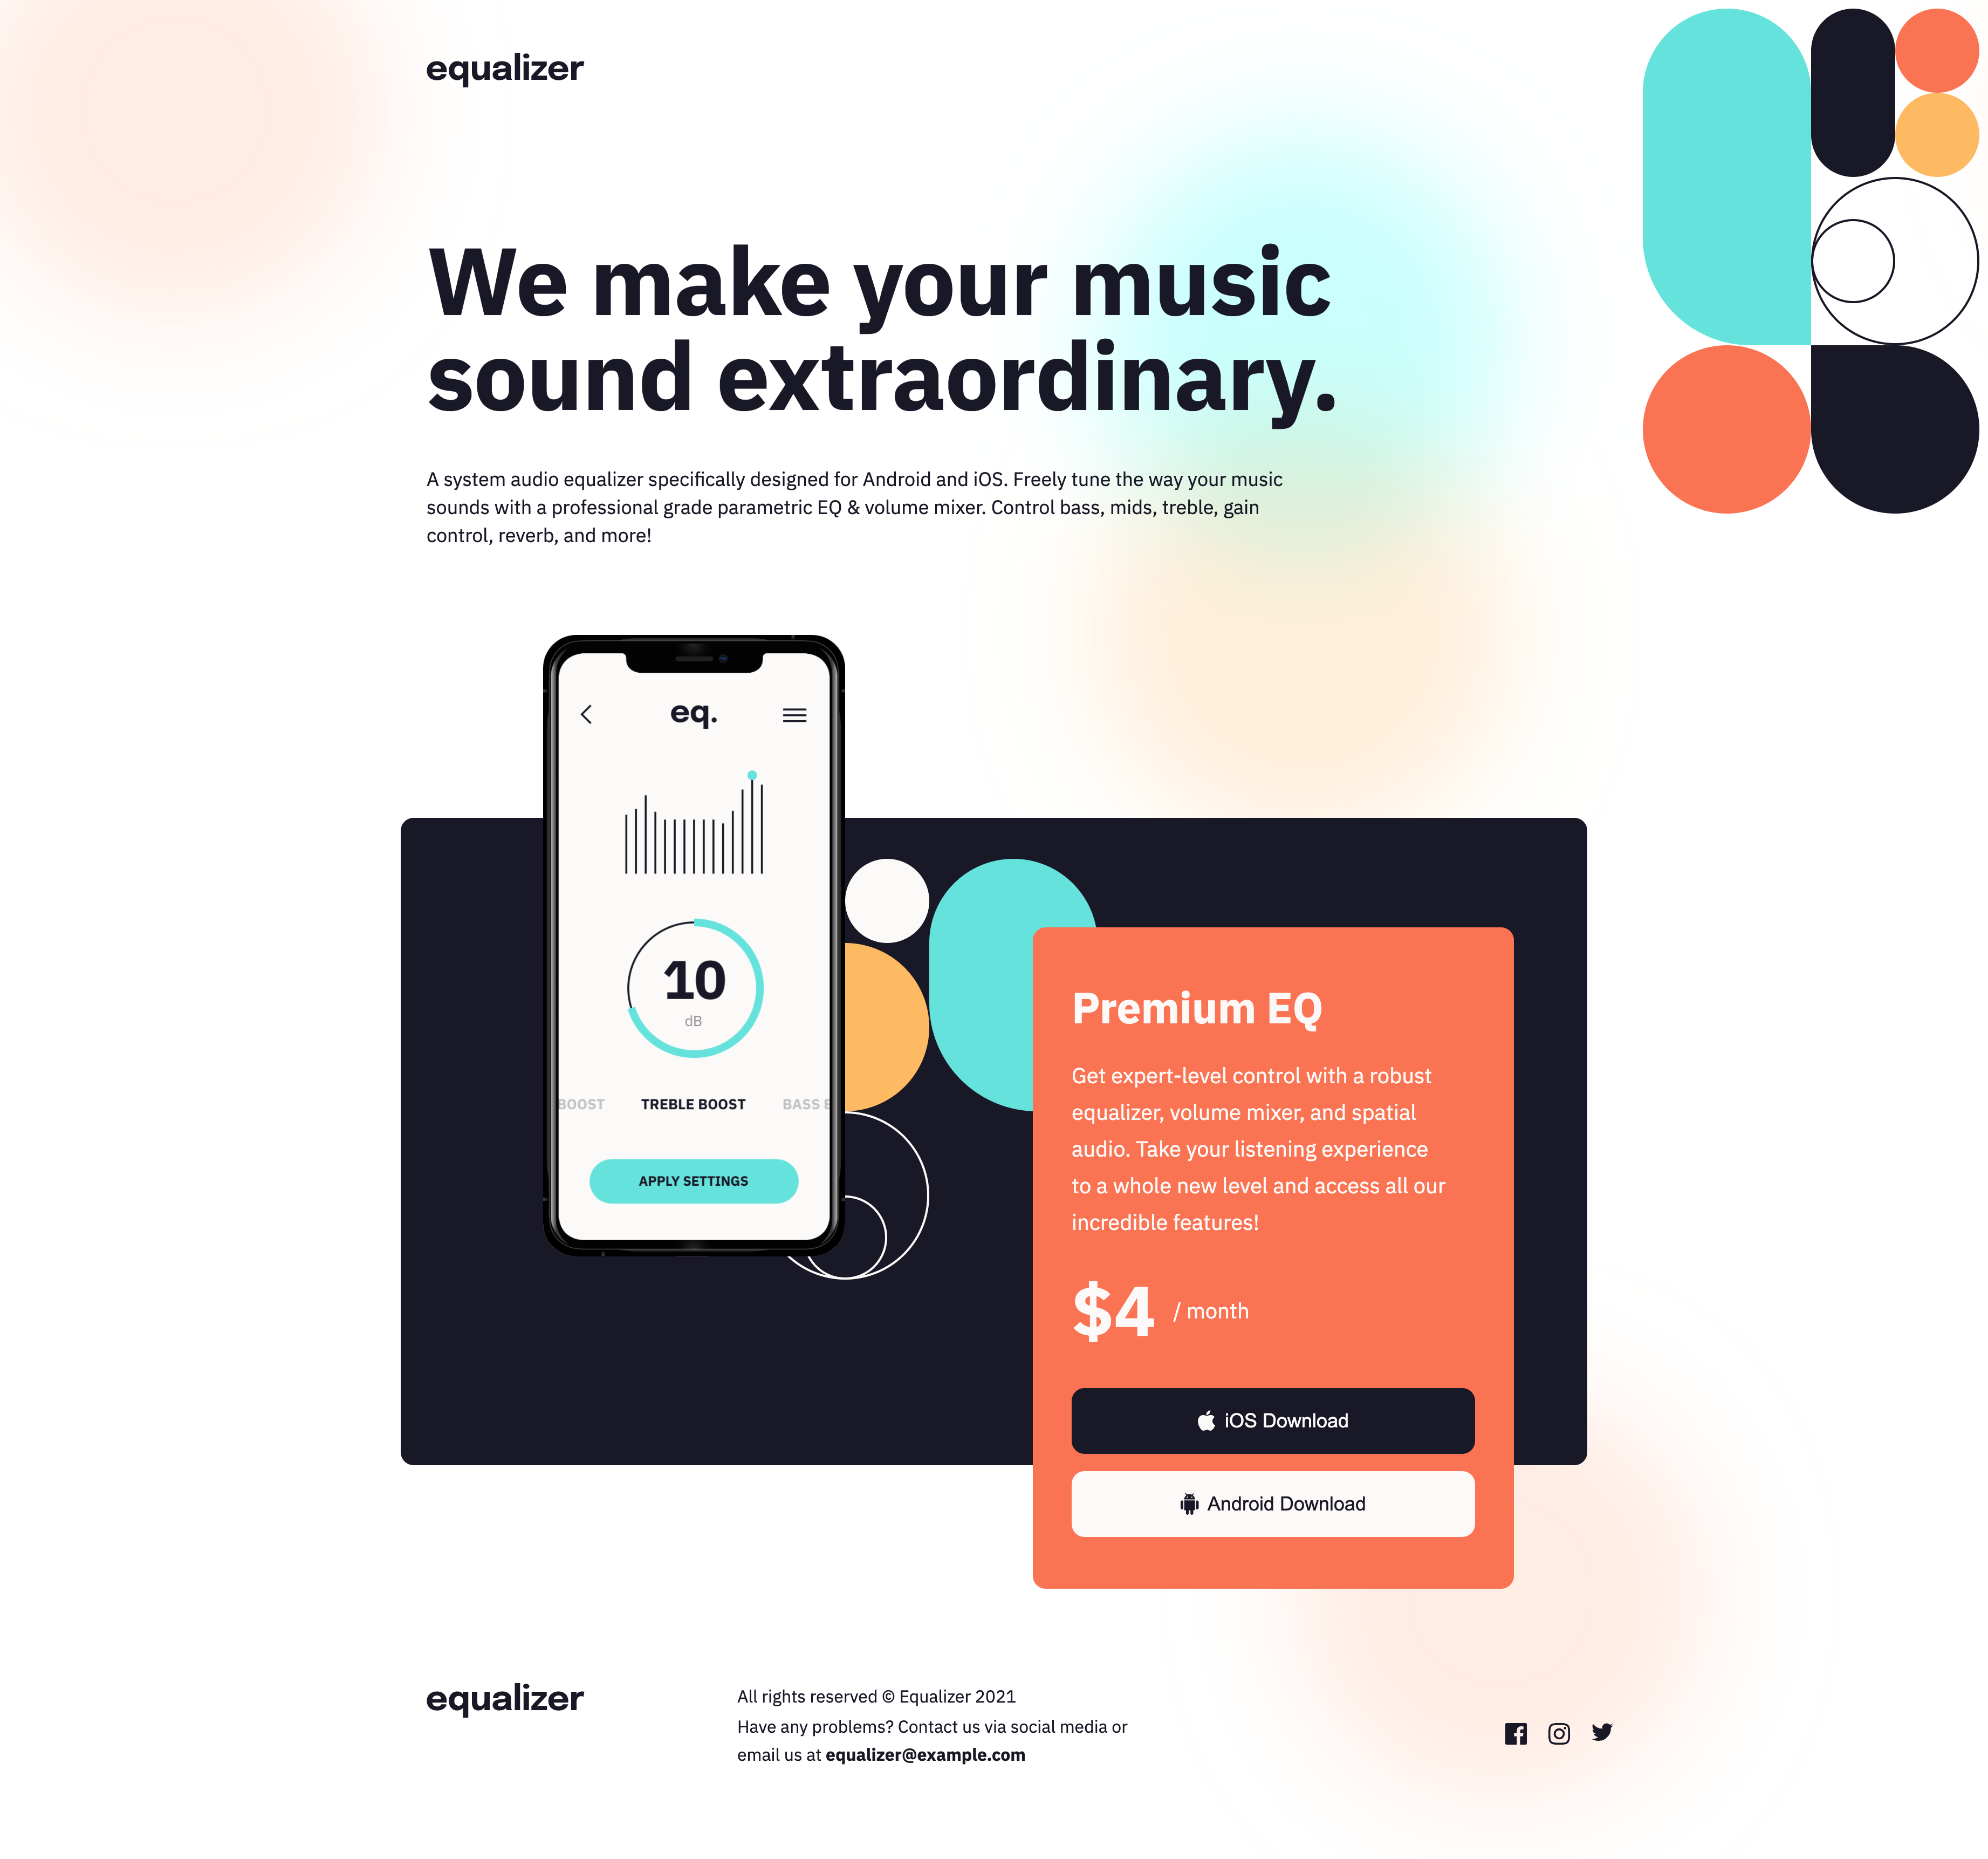 equalizer
We make your music
sound extraordinary.
A system audio equalizer specifically designed for Android and iOS. Freely tune the way your music
sounds with a professional grade parametric EQ & volume mixer. Control bass, mids, treble, gain
control, reverb, and more!
eq.
10
dB
BOOST TREBLE BOOST BASS B
APPLY SETTINGS
Premium EQ
Get expert-level control with a robust
equalizer, volume mixer, and spatial
audio. Take your listening experience
to a whole new level and access all our
incredible features!
$4 / month
iOS Download
Android Download
equalizer
All rights reserved © Equalizer 2021
Have any problems? Contact us via social media or
email us at equalizer@example.com